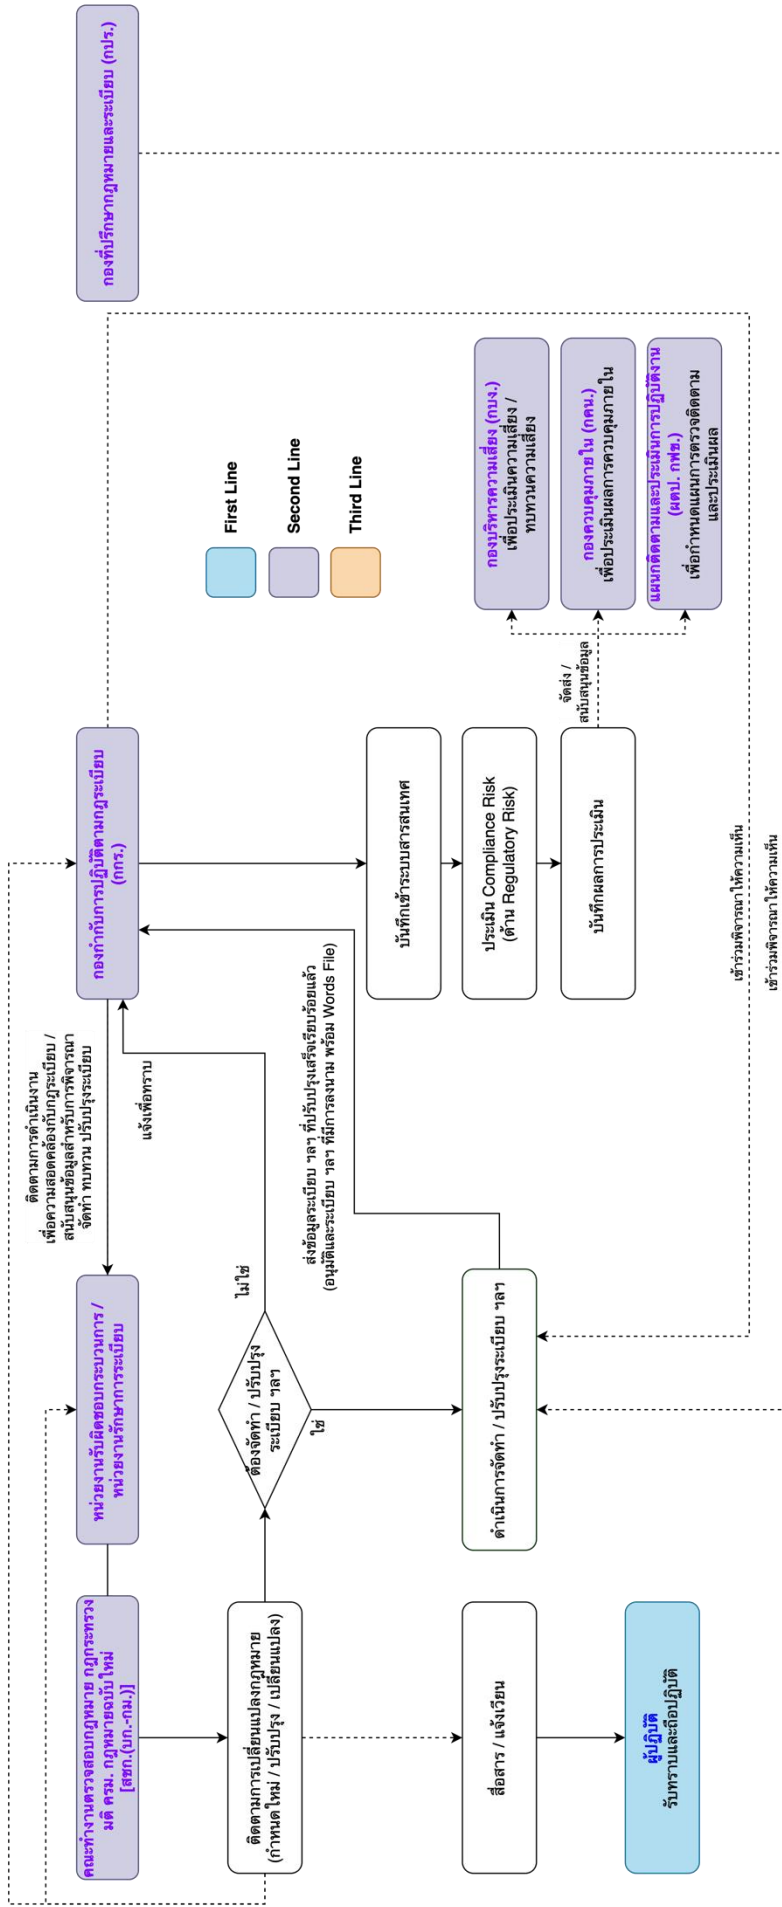 คณะทำงานตรวจสอบกฎหมาย กฎกระทรวง
มติ ครม. กฎหมายฉบับใหม่
[สชก.(บก.-กม.)]
หน่วยงานรับผิดชอบกระบวนการ /
หน่วยงานรักษาการระเบียบ
ติดตามการดำเนินงาน
เพื่อความสอดคล้องกับกฎระเบียบ /
สนับสนุนข้อมูลสำหรับการพิจารณา
จัดทำ ทบทวน ปรับปรุงระเบียบ
กองกำกับการปฏิบัติตามกฎระเบียบ
(กกร.)
กองที่ปรึกษากฎหมายและระเบียบ (กปร.)
ติดตามการเปลี่ยนแปลงกฎหมาย
(กำหนดใหม่ / ปรับปรุง / เปลี่ยนแปลง)
ต้องจัดทำ / ปรับปรุง
ระเบียบ ฯลฯ
ไม่ใช่
ใช่
แจ้งเพื่อทราบ
First Line
Second Line
Third Line
ส่งข้อมูลระเบียบ ฯลฯ ที่ปรับปรุงเสร็จเรียบร้อยแล้ว
(อนุมัติและระเบียบ ฯลฯ ที่มีการลงนาม พร้อม Words File)
บันทึกเข้าระบบสารสนเทศ
สื่อสาร / แจ้งเวียน
ดำเนินการจัดทำ / ปรับปรุงระเบียบ ฯลฯ
ประเมิน Compliance Risk
(ด้าน Regulatory Risk)
บันทึกผลการประเมิน
จัดส่ง /
สนับสนุนข้อมูล
กองบริหารความเสี่ยง (กบง.)
เพื่อประเมินความเสี่ยง /
ทบทวนความเสี่ยง
กองควบคุมภายใน (กคน.)
เพื่อประเมินผลการควบคุมภายใน
แผนกติดตามและประเมินการปฏิบัติงาน
(ผตป. กฟข.)
เพื่อกำหนดแผนการตรวจติดตาม
และประเมินผล
ผู้ปฏิบัติ
รับทราบและถือปฏิบัติ
เข้าร่วมพิจารณาให้ความเห็น
เข้าร่วมพิจารณาให้ความเห็น